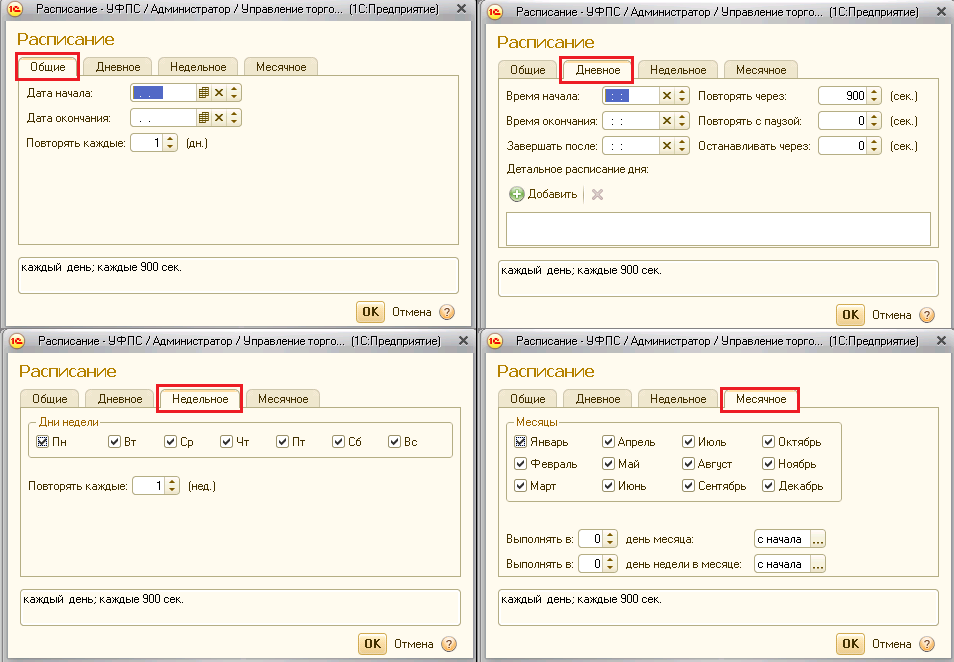 Расписание - УФПС / Администратор / Управление торго... (1С:Предприятие)
Расписание
Общие Дневное Недельное Месячное
Дата начала: . .
Дата окончания: . .
Повторять каждые: 1 (дн.)
каждый день; каждые 900 сек.
OK Отмена ?
Расписание - УФПС / Администратор / Управление торго... (1С:Предприятие)
Расписание
Общие Дневное Недельное Месячное
Время начала: : : Повторять через: 900 (сек.)
Время окончания: : : Повторять с паузой: 0 (сек.)
Завершать после: : : Останавливать через: 0 (сек.)
Детальное расписание дня:
Добавить
каждый день; каждые 900 сек.
OK Отмена ?
Расписание - УФПС / Администратор / Управление торго... (1С:Предприятие)
Расписание
Общие Дневное Недельное Месячное
Дни недели
Пн Вт Ср Чт Пт Сб Вс
Повторять каждые: 1 (нед.)
каждый день; каждые 900 сек.
OK Отмена ?
Расписание - УФПС / Администратор / Управление торго... (1С:Предприятие)
Расписание
Общие Дневное Недельное Месячное
Месяцы
Январь Апрель Июль Октябрь
Февраль Май Август Ноябрь
Март Июнь Сентябрь Декабрь
Выполнять в: 0 день месяца: с начала ...
Выполнять в: 0 день недели в месяце: с начала ...
каждый день; каждые 900 сек.
OK Отмена ?